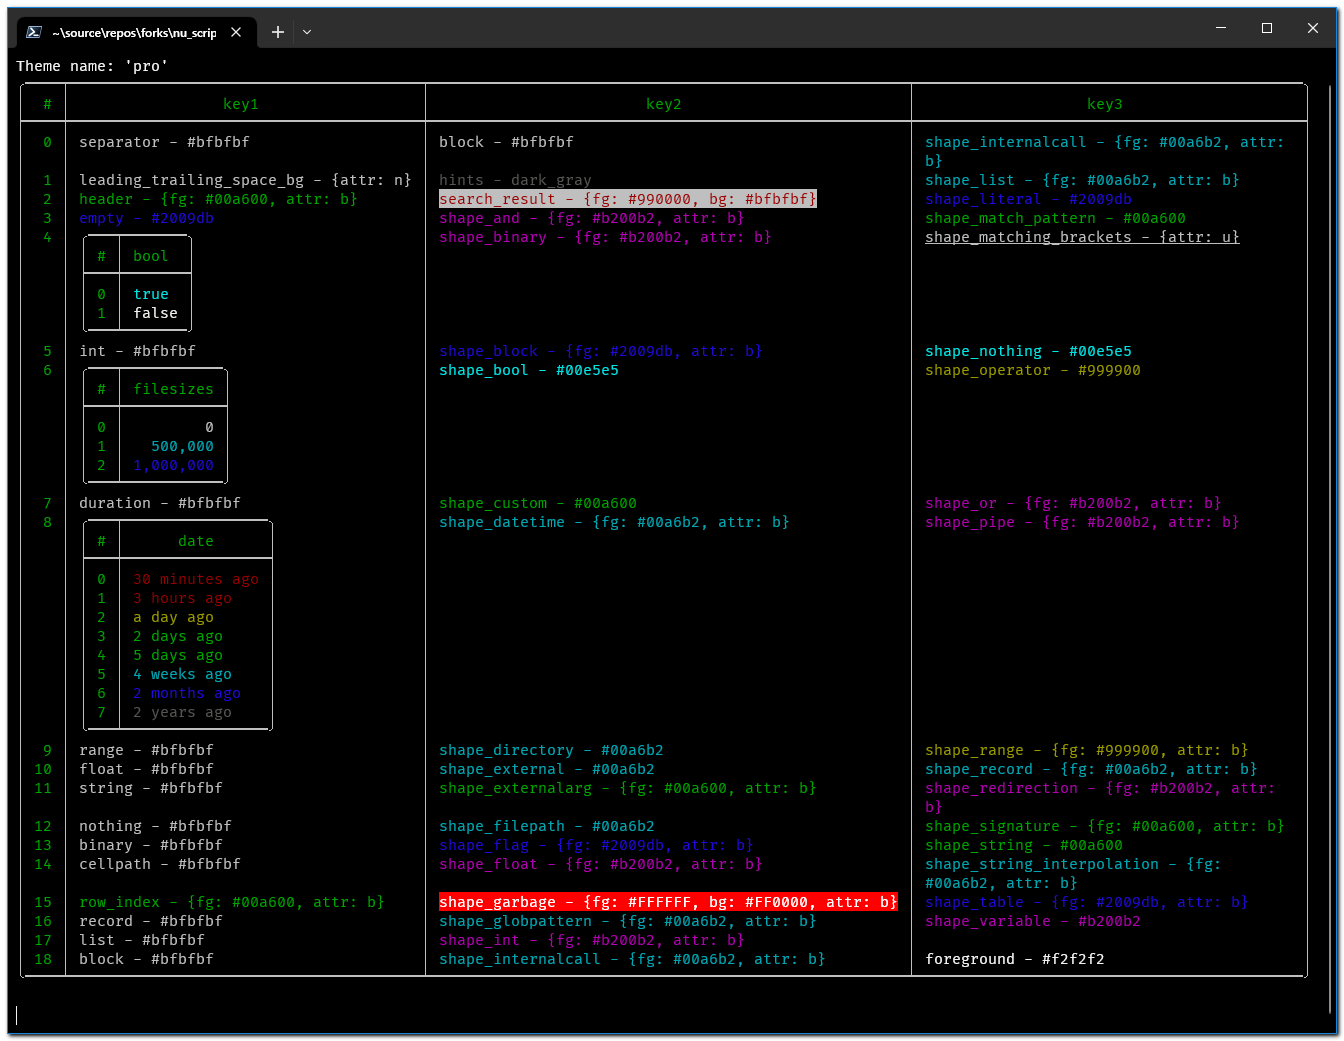 ~\source\repos\forks\nu_scrip
Theme name: 'pro'
# key1 key2 key3
0 separator - #bfbfbf block - #bfbfbf shape_internalcall - {fg: #00a6b2, attr:
b}
1 leading_trailing_space_bg - {attr: n} hints - dark_gray shape_list - {fg: #00a6b2, attr: b}
2 header - {fg: #00a600, attr: b} search_result - {fg: #990000, bg: #bfbfbf} shape_literal - #2009db
3 empty - #2009db shape_and - {fg: #b200b2, attr: b} shape_match_pattern - #00a600
4 shape_binary - {fg: #b200b2, attr: b} shape_matching_brackets - {attr: u}
# bool
0 true
1 false
5 int - #bfbfbf shape_block - {fg: #2009db, attr: b} shape_nothing - #00e5e5
6 shape_bool - #00e5e5 shape_operator - #999900
# filesizes
0 0
1 500,000
2 1,000,000
7 duration - #bfbfbf shape_custom - #00a600 shape_or - {fg: #b200b2, attr: b}
8 shape_datetime - {fg: #00a6b2, attr: b} shape_pipe - {fg: #b200b2, attr: b}
# date
0 30 minutes ago
1 3 hours ago
2 a day ago
3 2 days ago
4 5 days ago
5 4 weeks ago
6 2 months ago
7 2 years ago
9 range - #bfbfbf shape_directory - #00a6b2 shape_range - {fg: #999900, attr: b}
10 float - #bfbfbf shape_external - #00a6b2 shape_record - {fg: #00a6b2, attr: b}
11 string - #bfbfbf shape_externalarg - {fg: #00a600, attr: b} shape_redirection - {fg: #b200b2, attr:
b}
12 nothing - #bfbfbf shape_filepath - #00a6b2 shape_signature - {fg: #00a600, attr: b}
13 binary - #bfbfbf shape_flag - {fg: #2009db, attr: b} shape_string - #00a600
14 cellpath - #bfbfbf shape_float - {fg: #b200b2, attr: b} shape_string_interpolation - {fg:
#00a6b2, attr: b}
15 row_index - {fg: #00a600, attr: b} shape_garbage - {fg: #FFFFFF, bg: #FF0000, attr: b} shape_table - {fg: #2009db, attr: b}
16 record - #bfbfbf shape_globpattern - {fg: #00a6b2, attr: b} shape_variable - #b200b2
17 list - #bfbfbf shape_int - {fg: #b200b2, attr: b}
18 block - #bfbfbf shape_internalcall - {fg: #00a6b2, attr: b} foreground - #f2f2f2